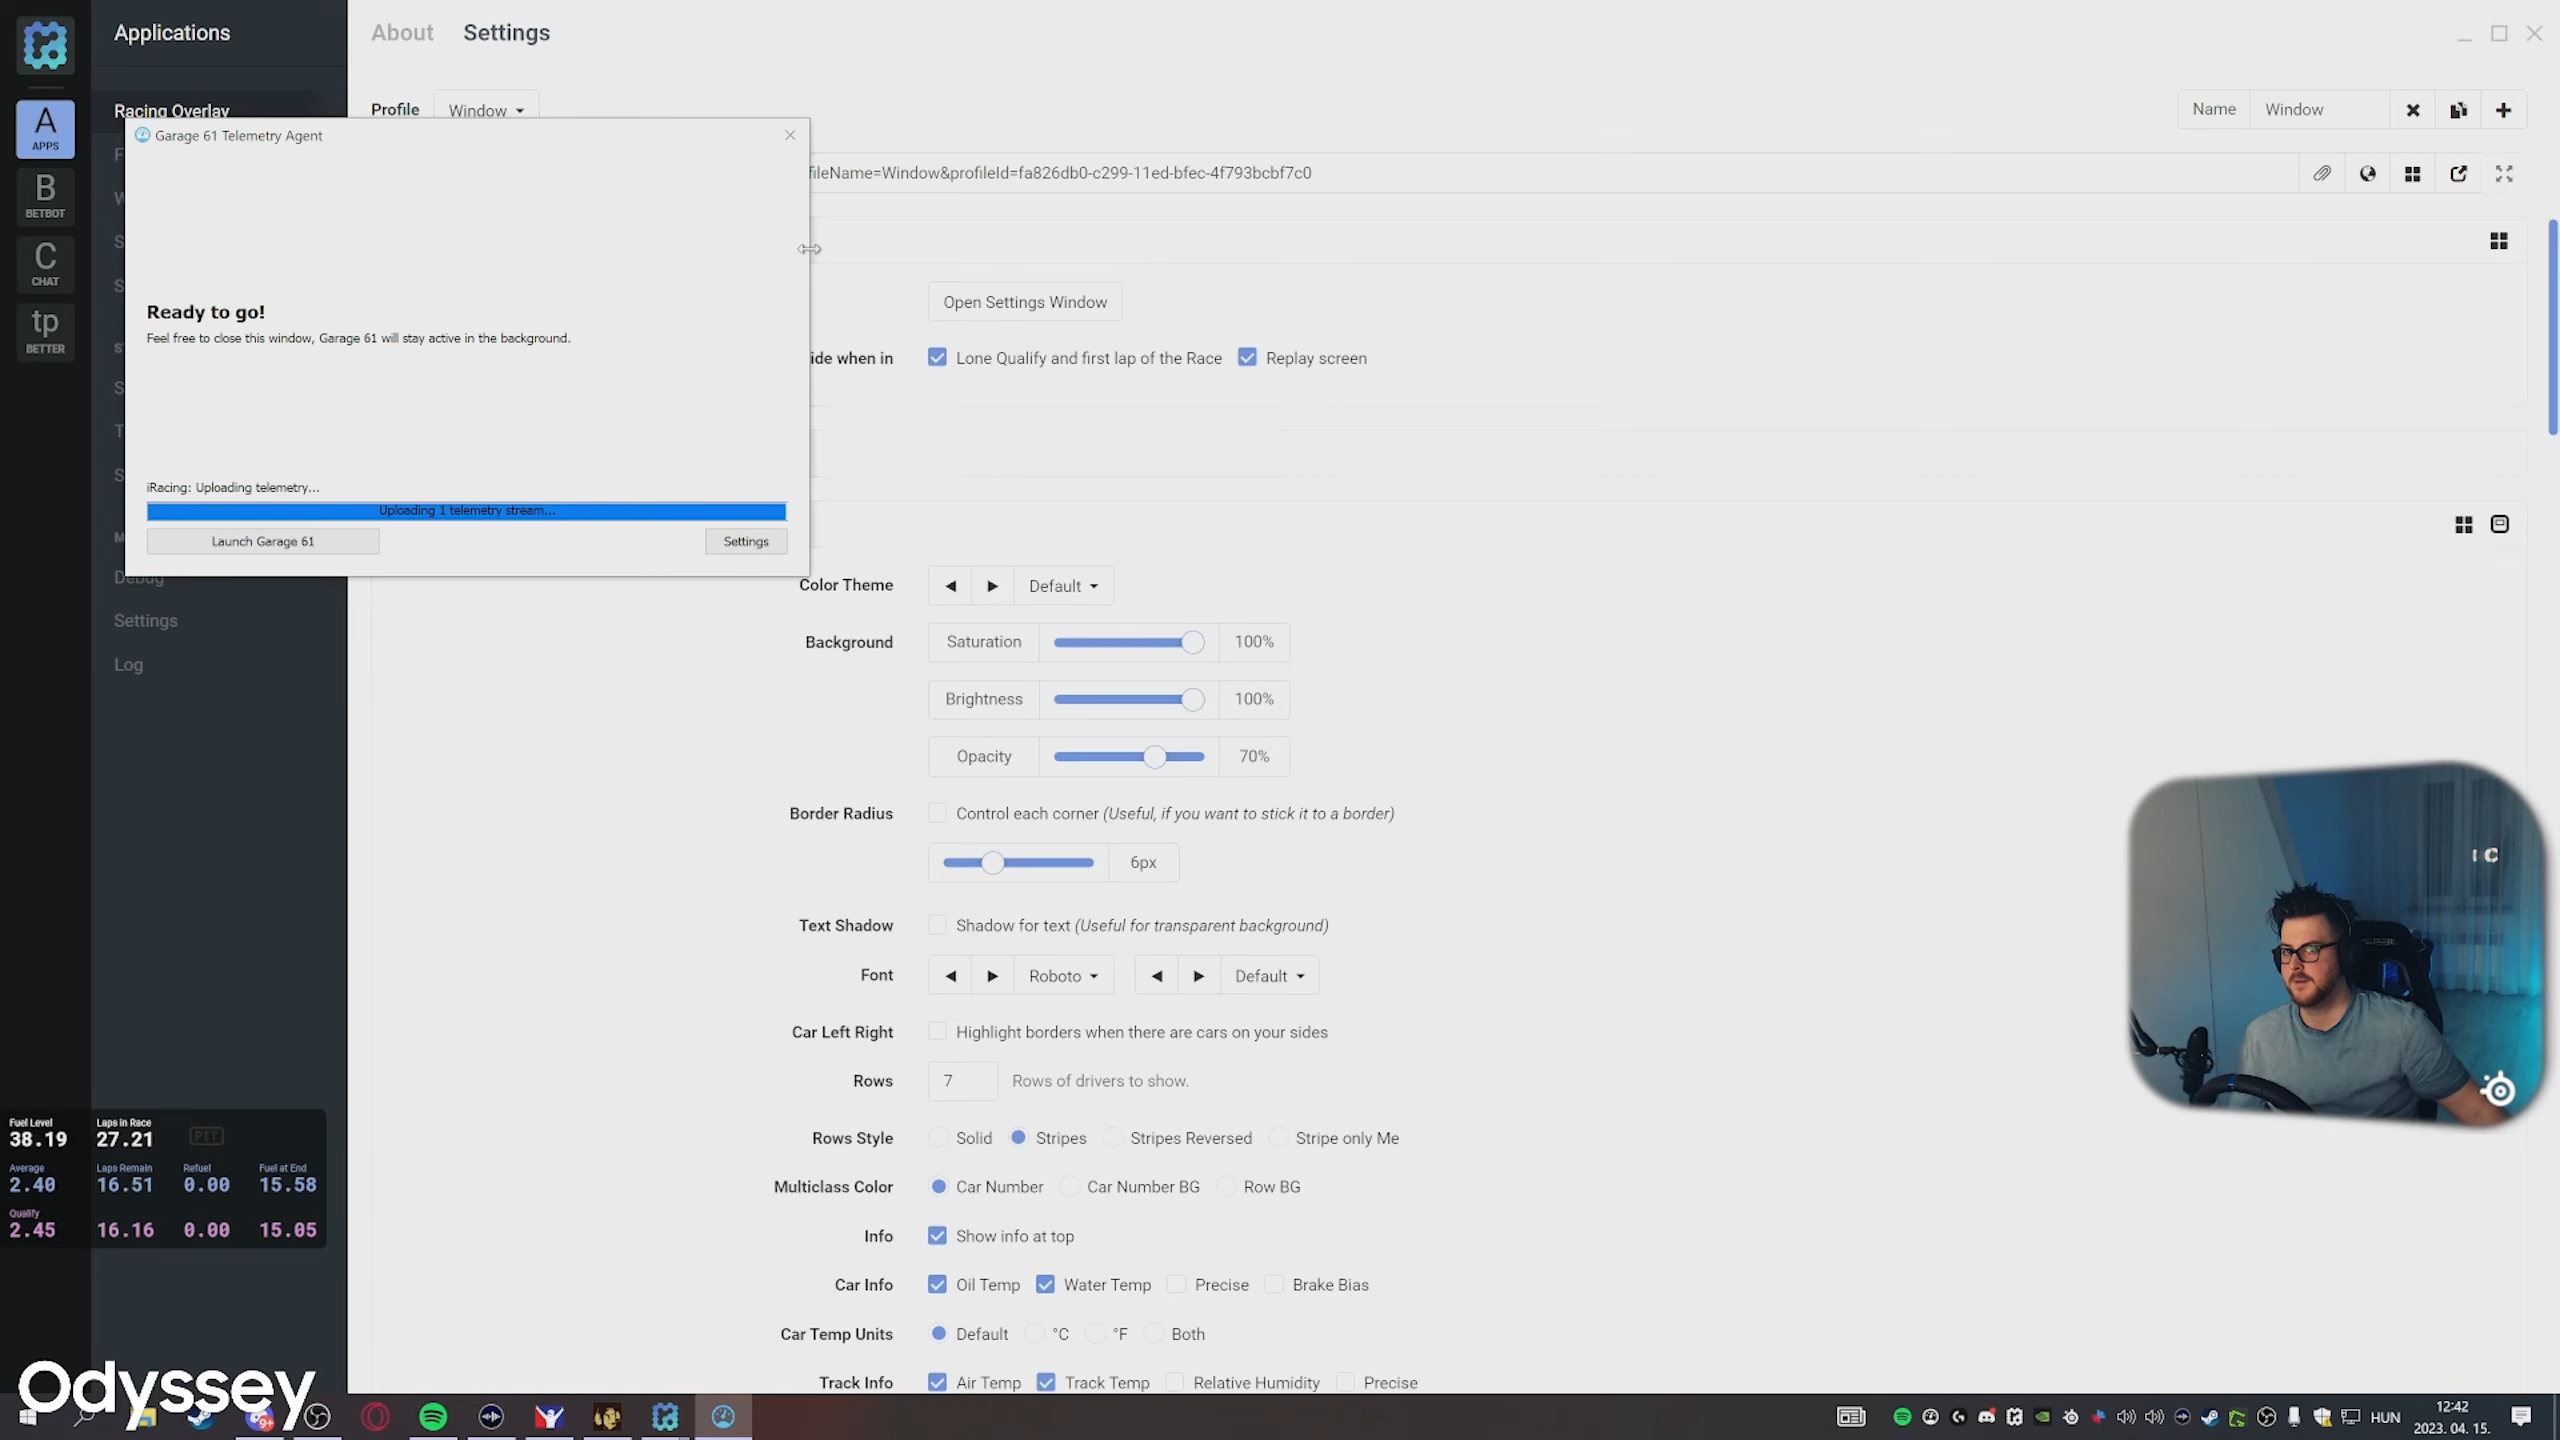 Applications
About Settings
A
APPS
Racing Overlay
Profile Window
Name Window
Garage 61 Telemetry Agent
fileName=Window&profileId=fa826db0-c299-11ed-bfec-4f793bcbf7c0
B
BETBOT
C
CHAT
Open Settings Window
tp
BETTER
Ready to go!
Feel free to close this window, Garage 61 will stay active in the background.
ide when in Lone Qualify and first lap of the Race Replay screen
iRacing: Uploading telemetry...
Uploading 1 telemetry stream...
Launch Garage 61 Settings
Debug
Settings
Log
Color Theme Default
Background Saturation 100%
Brightness 100%
Opacity 70%
Border Radius Control each corner (Useful, if you want to stick it to a border)
6px
Text Shadow Shadow for text (Useful for transparent background)
Font Roboto Default
Car Left Right Highlight borders when there are cars on your sides
Rows 7 Rows of drivers to show.
Rows Style Solid Stripes Stripes Reversed Stripe only Me
Multiclass Color Car Number Car Number BG Row BG
Info Show info at top
Car Info Oil Temp Water Temp Precise Brake Bias
Car Temp Units Default °C °F Both
Track Info Air Temp Track Temp Relative Humidity Precise
Fuel Level Laps in Race
38.19 27.21 PIT
Average Laps Remain Refuel Fuel at End
2.40 16.51 0.00 15.58
Qualify
2.45 16.16 0.00 15.05
Odyssey
9+
HUN
12:42
2023. 04. 15.